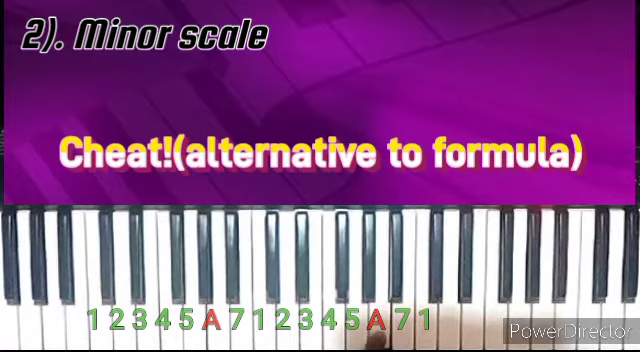 2). Minor scale
Cheat!(alternative to formula)
1 2 3 4 5 A 7 1 2 3 4 5 A 7 1
PowerDirector